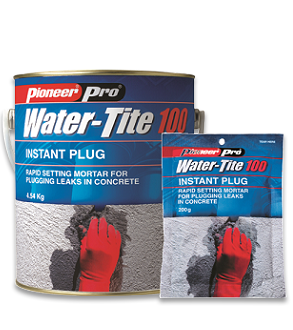 Pioneer Pro
Water-Tite 100
INSTANT PLUG
RAPID SETTING MORTAR FOR
PLUGGING LEAKS IN CONCRETE
4.54 Kg
Pioneer Pro
Water-Tite 100
INSTANT PLUG
RAPID SETTING MORTAR
FOR PLUGGING LEAKS
IN CONCRETE
200g